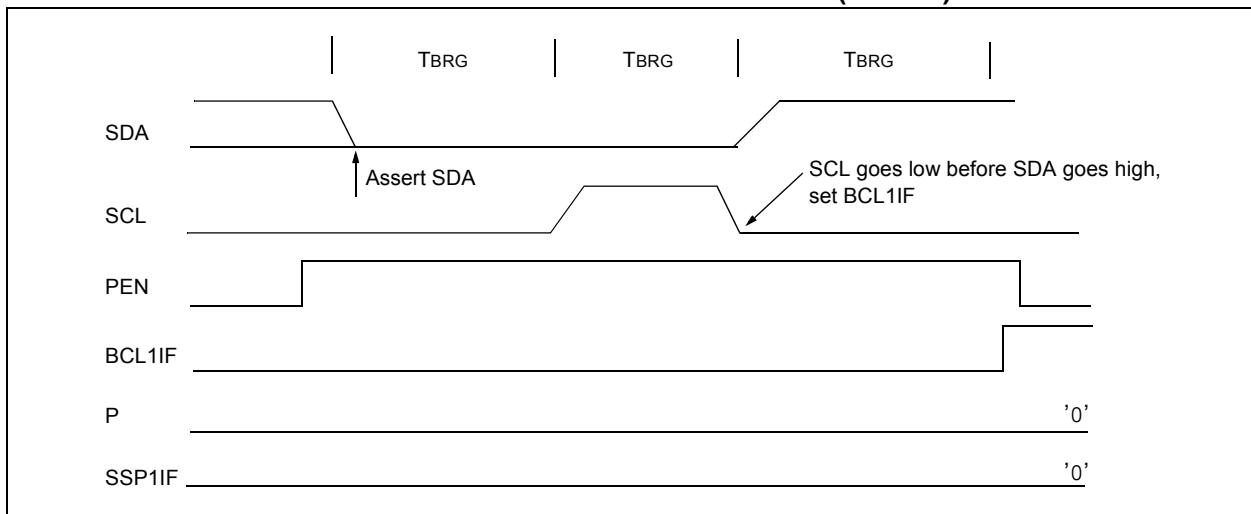 TBRG TBRG TBRG
SDA
Assert SDA
SCL goes low before SDA goes high,
set BCL1IF
SCL
PEN
BCL1IF
P '0'
SSP1IF '0'